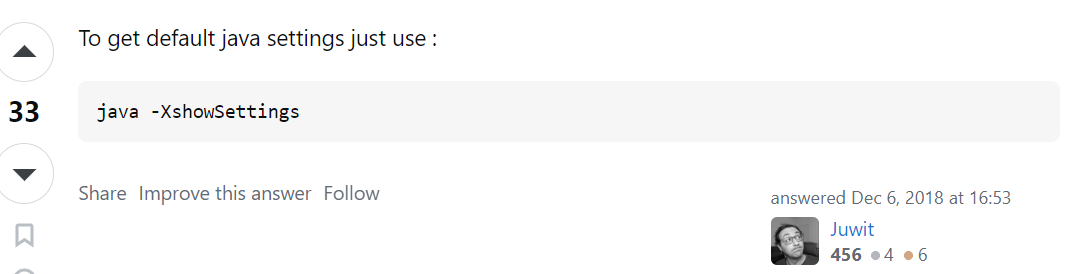 To get default java settings just use :
33
java -XshowSettings
Share Improve this answer Follow
answered Dec 6, 2018 at 16:53
Juwit
456 4 6